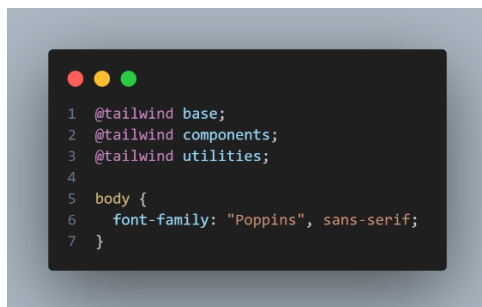 1 @tailwind base;
2 @tailwind components;
3 @tailwind utilities;
4
5 body {
6   font-family: "Poppins", sans-serif;
7 }